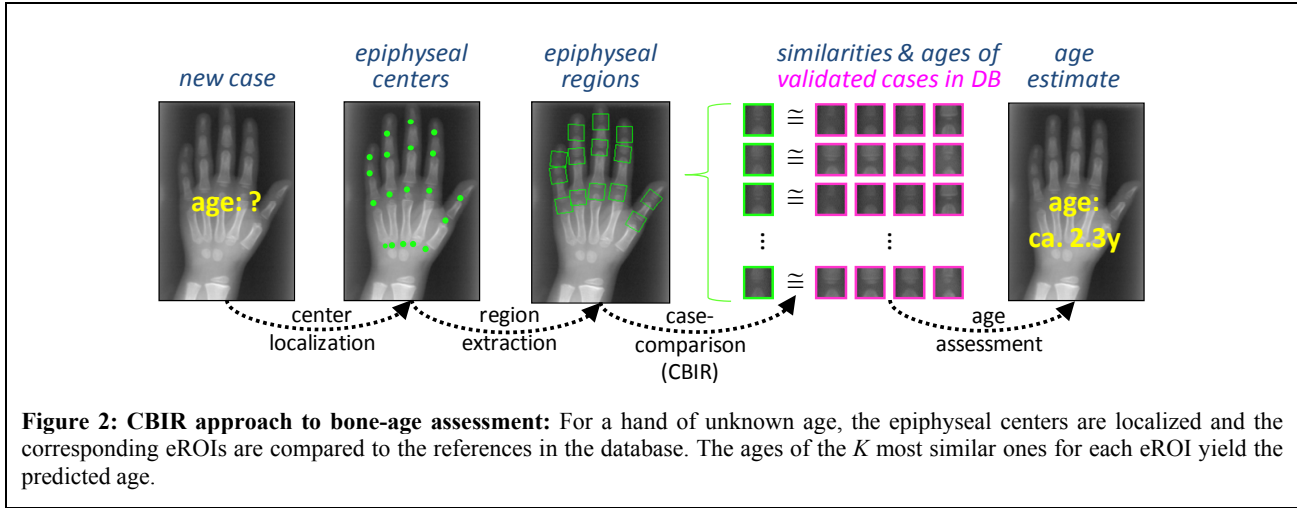 new case
epiphyseal
centers
epiphyseal
regions
similarities & ages of
validated cases in DB
age
estimate
age: ?
≅
≅
≅
⋮ ⋮
≅
age:
ca. 2.3y
center
localization
region
extraction
case-
comparison
(CBIR)
age
assessment
Figure 2: CBIR approach to bone-age assessment: For a hand of unknown age, the epiphyseal centers are localized and the
corresponding eROIs are compared to the references in the database. The ages of the K most similar ones for each eROI yield the
predicted age.